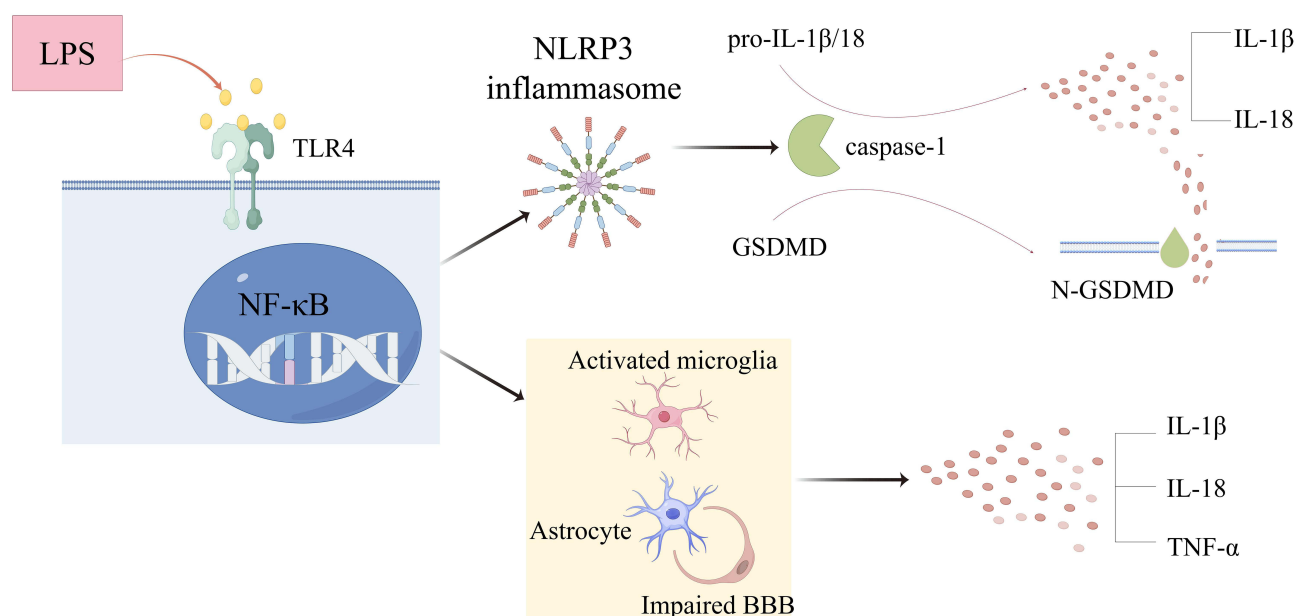 LPS
TLR4
NF-κB
NLRP3
inflammasome
pro-IL-1β/18
caspase-1
GSDMD
IL-1β
IL-18
N-GSDMD
Activated microglia
Astrocyte
Impaired BBB
IL-1β
IL-18
TNF-α